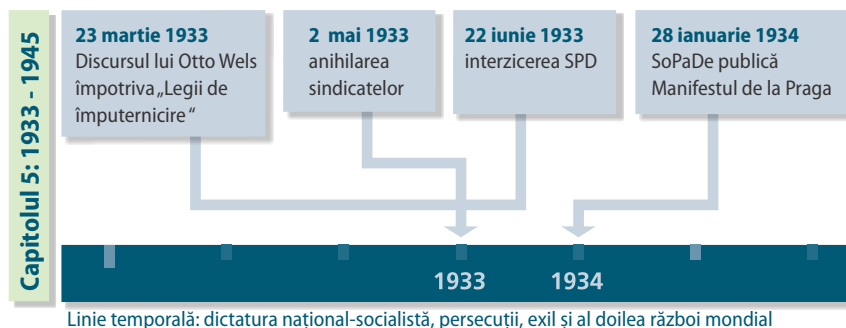 Capitolul 5: 1933 - 1945
23 martie 1933
Discursul lui Otto Wels
împotriva „Legii de
împuternicire “
2 mai 1933
anihilarea
sindicatelor
22 iunie 1933
interzicerea SPD
28 ianuarie 1934
SoPaDe publică
Manifestul de la Praga
1933
1934
Linie temporală: dictatura național-socialistă, persecuții, exil și al doilea război mondial